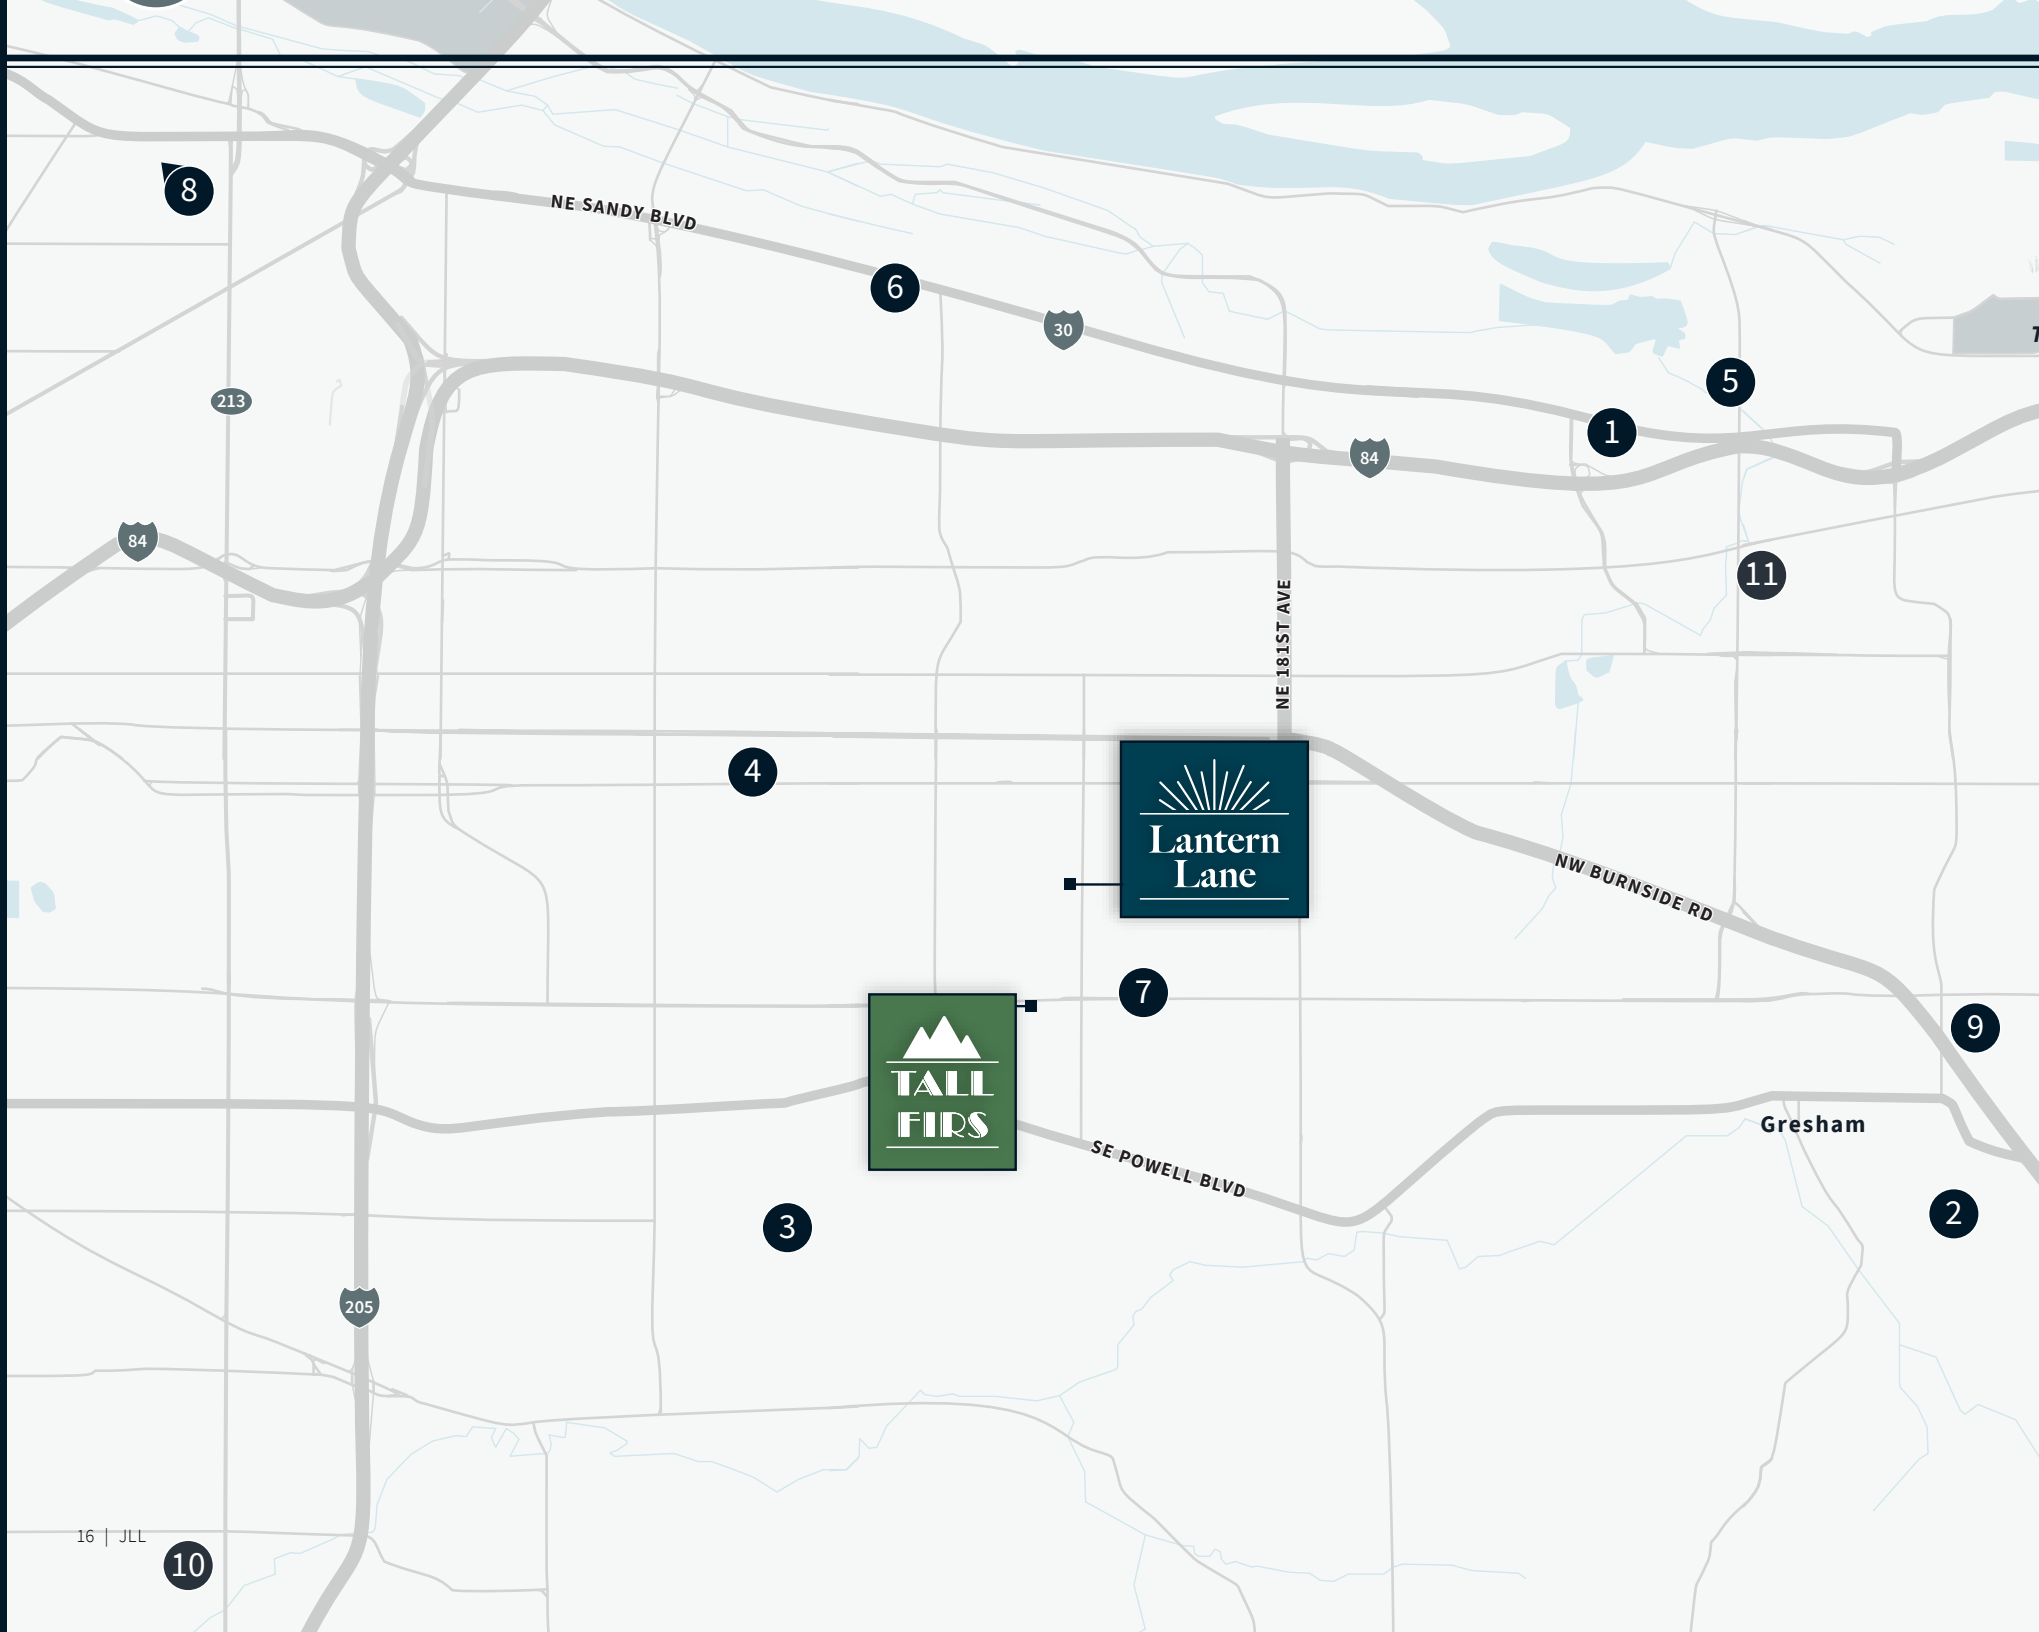 8
NE SANDY BLVD
6
30
T
5
213
1
84
84
11
NE 181ST AVE
4
Lantern
Lane
NW BURNSIDE RD
7
9
TALL
FIRS
Gresham
SE POWELL BLVD
2
3
205
16 | JLL
10